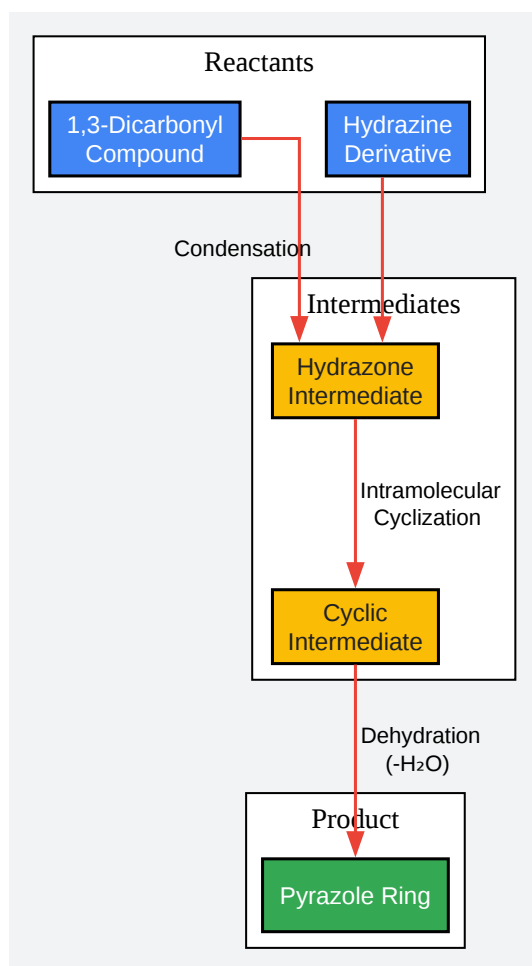 Reactants
1,3-Dicarbonyl
Compound
Hydrazine
Derivative
Condensation
Intermediates
Hydrazone
Intermediate
Intramolecular
Cyclization
Cyclic
Intermediate
Dehydration
(-H₂O)
Product
Pyrazole Ring